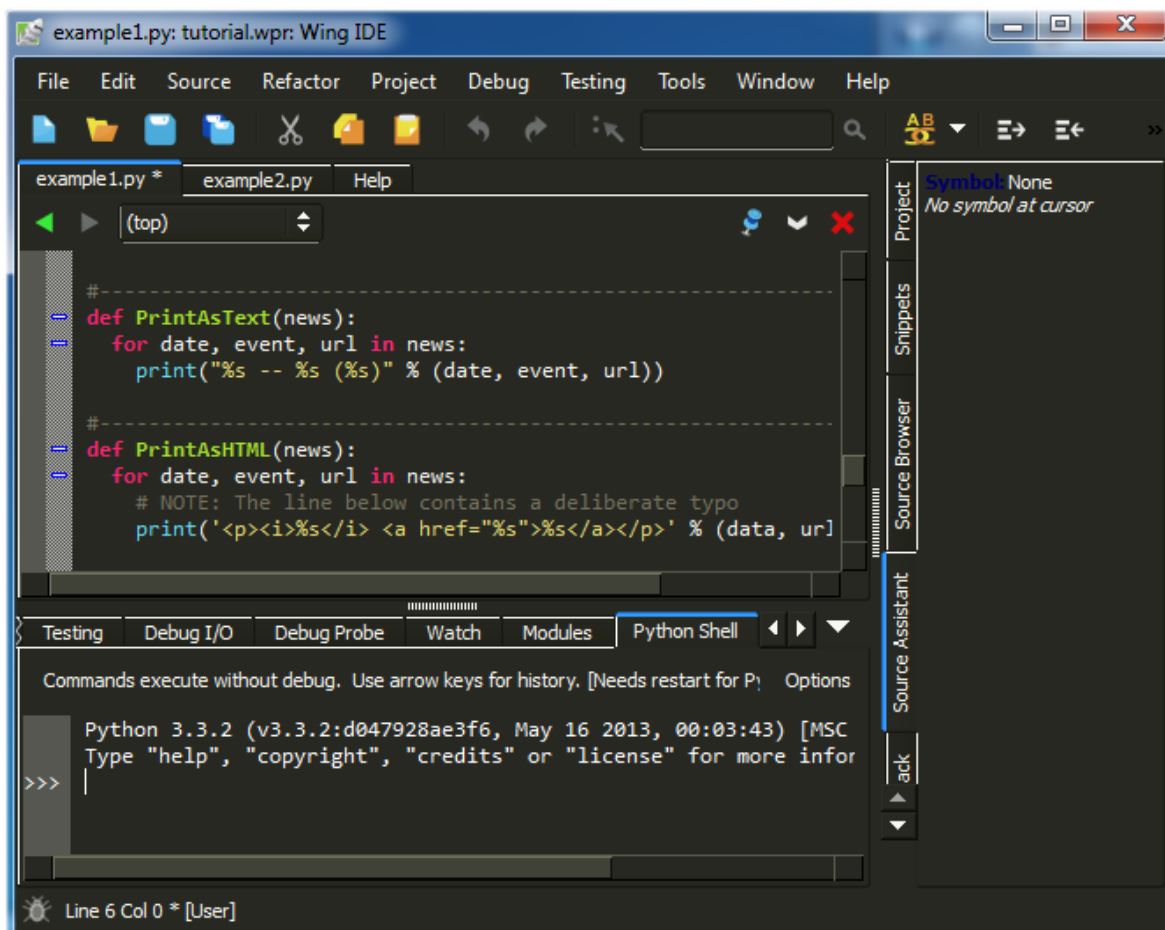 example1.py: tutorial.wpr: Wing IDE
File Edit Source Refactor Project Debug Testing Tools Window Help
AB
example1.py * example2.py Help
(top)
#-------------------------------------------------------------
def PrintAsText(news):
  for date, event, url in news:
    print("%s -- %s (%s)" % (date, event, url))
#-------------------------------------------------------------
def PrintAsHTML(news):
  for date, event, url in news:
    # NOTE: The line below contains a deliberate typo
    print('<p><i>%s</i> <a href="%s">%s</a></p>' % (data, url
Testing Debug I/O Debug Probe Watch Modules Python Shell
Commands execute without debug. Use arrow keys for history. [Needs restart for Options
Python 3.3.2 (v3.3.2:d047928ae3f6, May 16 2013, 00:03:43) [MSC
Type "help", "copyright", "credits" or "license" for more infor
>>>
Line 6 Col 0 * [User]
Project
Snippets
Source Browser
Source Assistant
ack
Symbol: None
No symbol at cursor